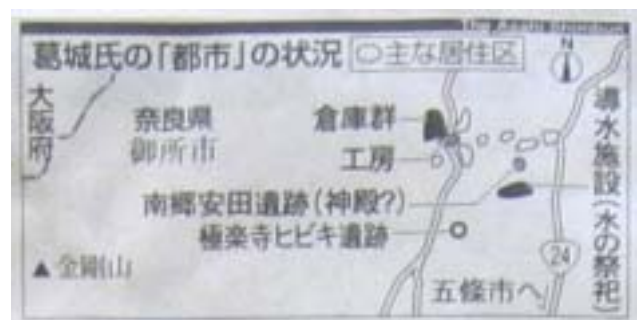 The Asahi Shimbun
葛城氏の「都市」の状況 ○主な居住区
N
大阪府
奈良県
御所市
倉庫群
工房
導水施設(水の祭祀)
南郷安田遺跡(神殿?)
極楽寺ヒビキ遺跡
▲金剛山
24
五條市へ